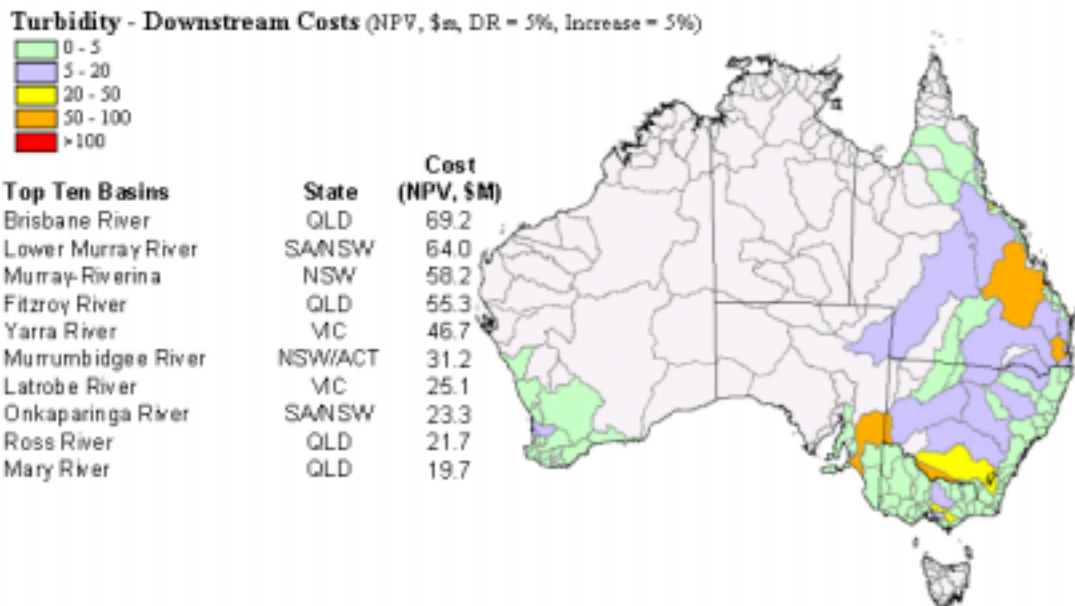 Turbidity - Downstream Costs (NPV, $m, DR = 5%, Increase = 5%)
0 - 5
5 - 20
20 - 50
50 - 100
>100
Top Ten Basins State Cost (NPV, $M)
Brisbane River QLD 69.2
Lower Murray River SA/NSW 64.0
Murray-Riverina NSW 58.2
Fitzroy River QLD 55.3
Yarra River VIC 46.7
Murrumbidgee River NSW/ACT 31.2
Latrobe River VIC 25.1
Onkaparinga River SA/NSW 23.3
Ross River QLD 21.7
Mary River QLD 19.7